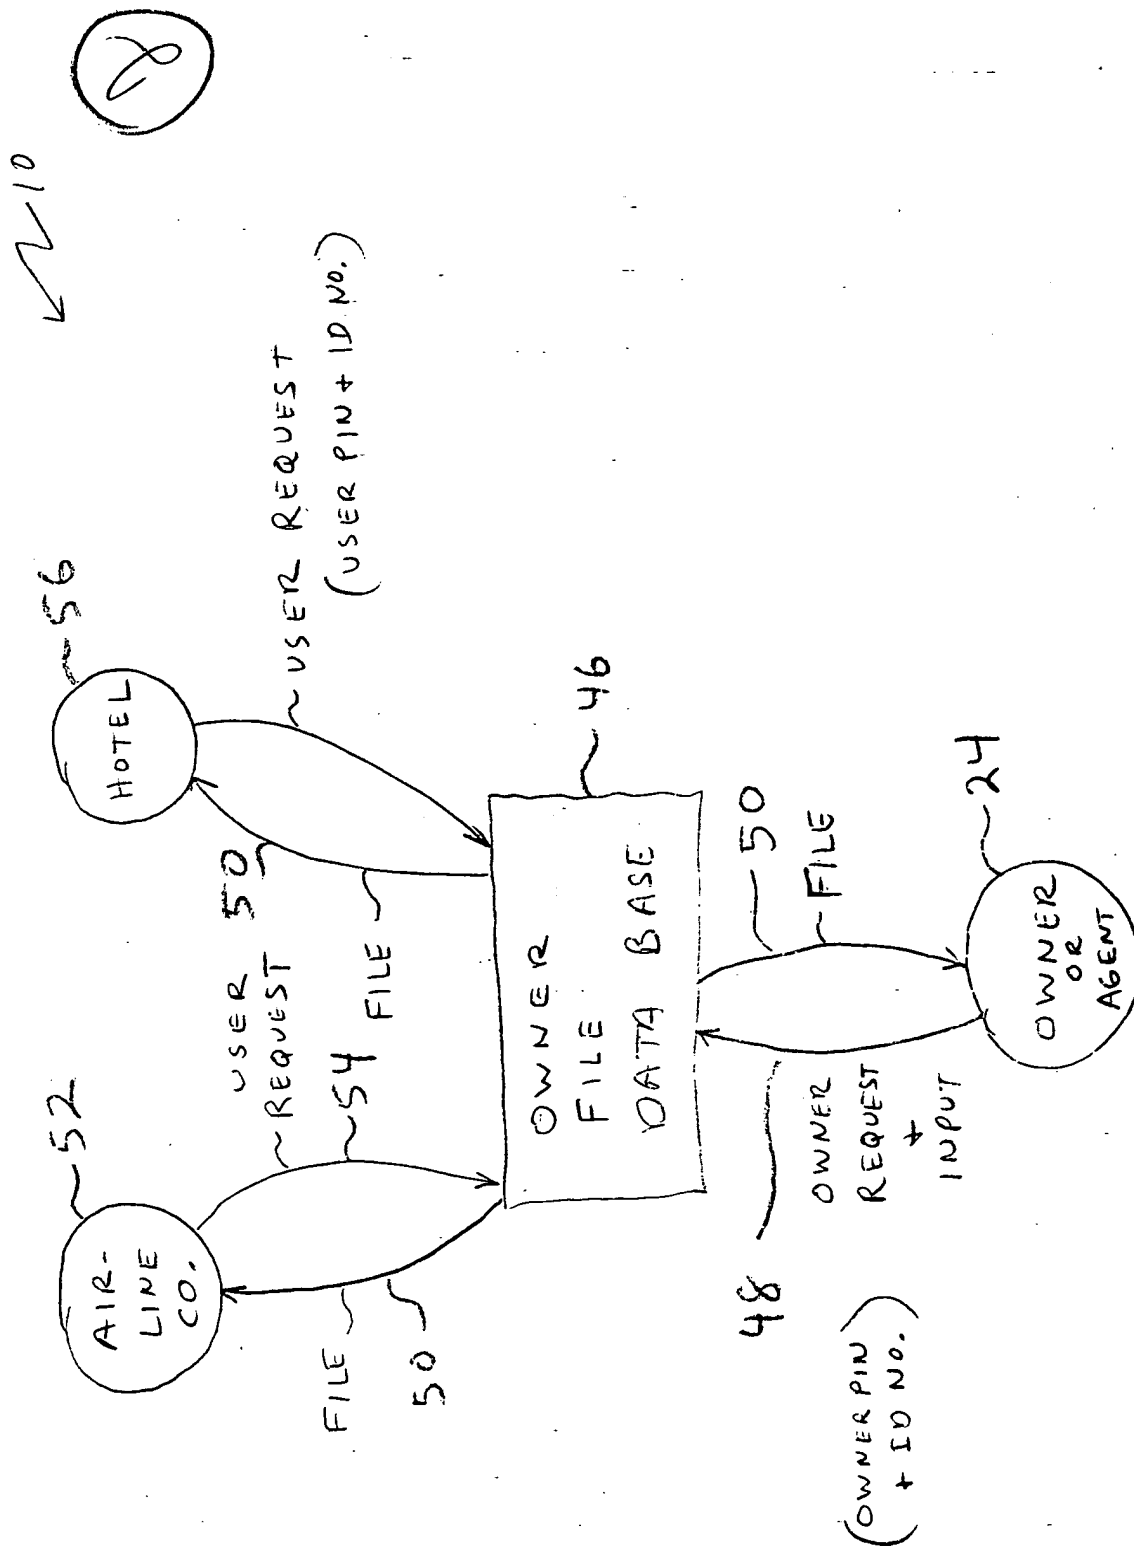 2
10
52
AIR-
LINE
CO.
USER
REQUEST
54
FILE
50
56
HOTEL
50
FILE
USER REQUEST
(USER PIN + ID NO.)
OWNER
FILE
DATA BASE
46
48
(OWNER PIN
+ ID NO.)
OWNER
REQUEST
+
INPUT
50
FILE
24
OWNER
OR
AGENT